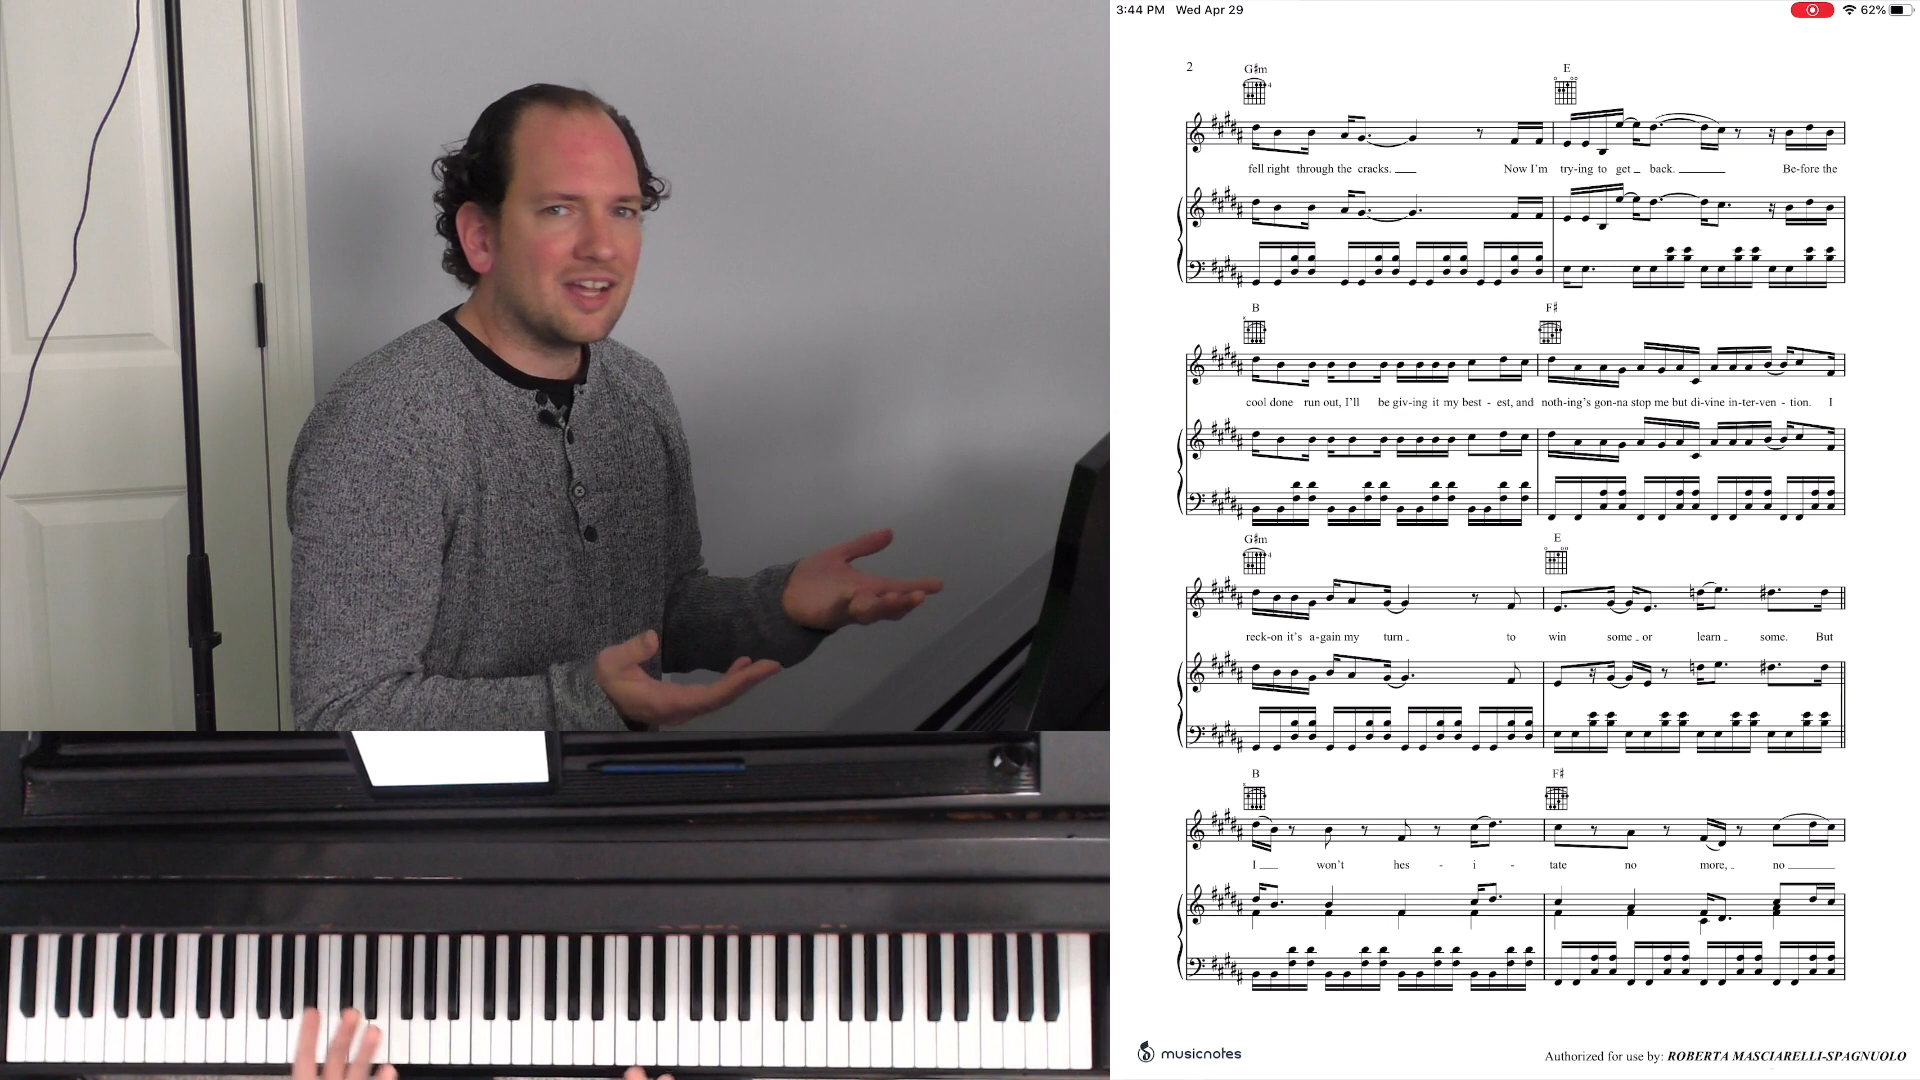 3:44 PM Wed Apr 29
62%
2
G♯m E
fell right through the cracks. Now I'm try-ing to get back. Be-fore the
B F♯
cool done run out, I'll be giv-ing it my best - est, and noth-ing's gon-na stop me but di-vine in-ter-ven - tion. I
G♯m E
reck-on it's a-gain my turn to win some or learn some. But
B F♯
I won't hes - i - tate no more, no
musicnotes
Authorized for use by: ROBERTA MASCIARELLI-SPAGNUOLO